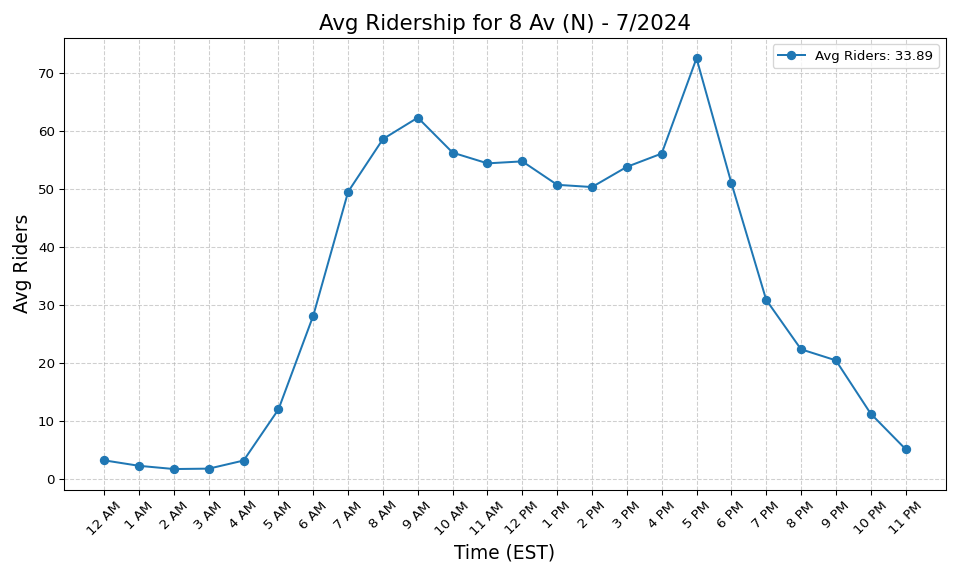 Avg Ridership for 8 Av (N) - 7/2024
Avg Riders: 33.89
Avg Riders
70
60
50
40
30
20
10
0
12 AM 1 AM 2 AM 3 AM 4 AM 5 AM 6 AM 7 AM 8 AM 9 AM 10 AM 11 AM 12 PM 1 PM 2 PM 3 PM 4 PM 5 PM 6 PM 7 PM 8 PM 9 PM 10 PM 11 PM
Time (EST)